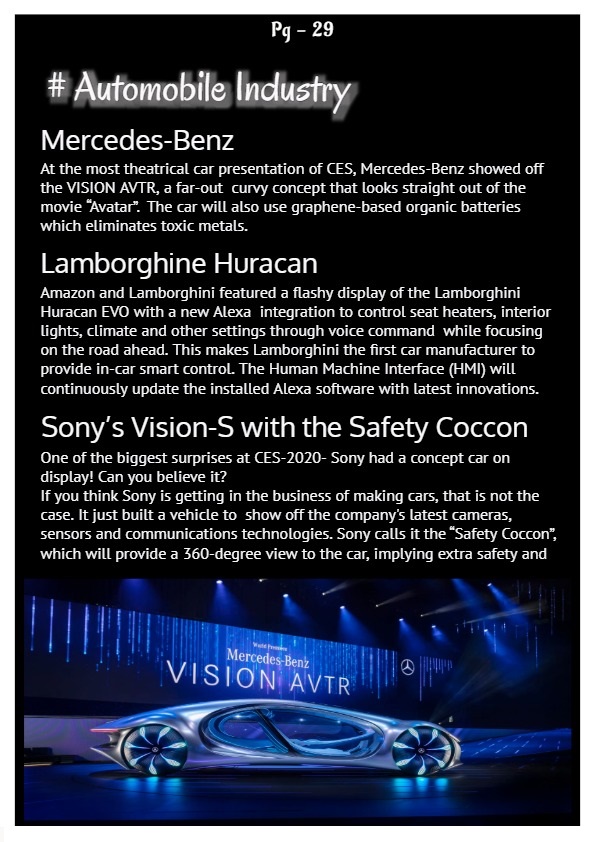 Pg - 29
# Automobile Industry
Mercedes-Benz
At the most theatrical car presentation of CES, Mercedes-Benz showed off
the VISION AVTR, a far-out curvy concept that looks straight out of the
movie “Avatar”. The car will also use graphene-based organic batteries
which eliminates toxic metals.
Lamborghine Huracan
Amazon and Lamborghini featured a flashy display of the Lamborghini
Huracan EVO with a new Alexa integration to control seat heaters, interior
lights, climate and other settings through voice command while focusing
on the road ahead. This makes Lamborghini the first car manufacturer to
provide in-car smart control. The Human Machine Interface (HMI) will
continuously update the installed Alexa software with latest innovations.
Sony’s Vision-S with the Safety Coccon
One of the biggest surprises at CES-2020- Sony had a concept car on
display! Can you believe it?
If you think Sony is getting in the business of making cars, that is not the
case. It just built a vehicle to show off the company's latest cameras,
sensors and communications technologies. Sony calls it the “Safety Coccon”,
which will provide a 360-degree view to the car, implying extra safety and
World Premiere
Mercedes-Benz
VISION AVTR